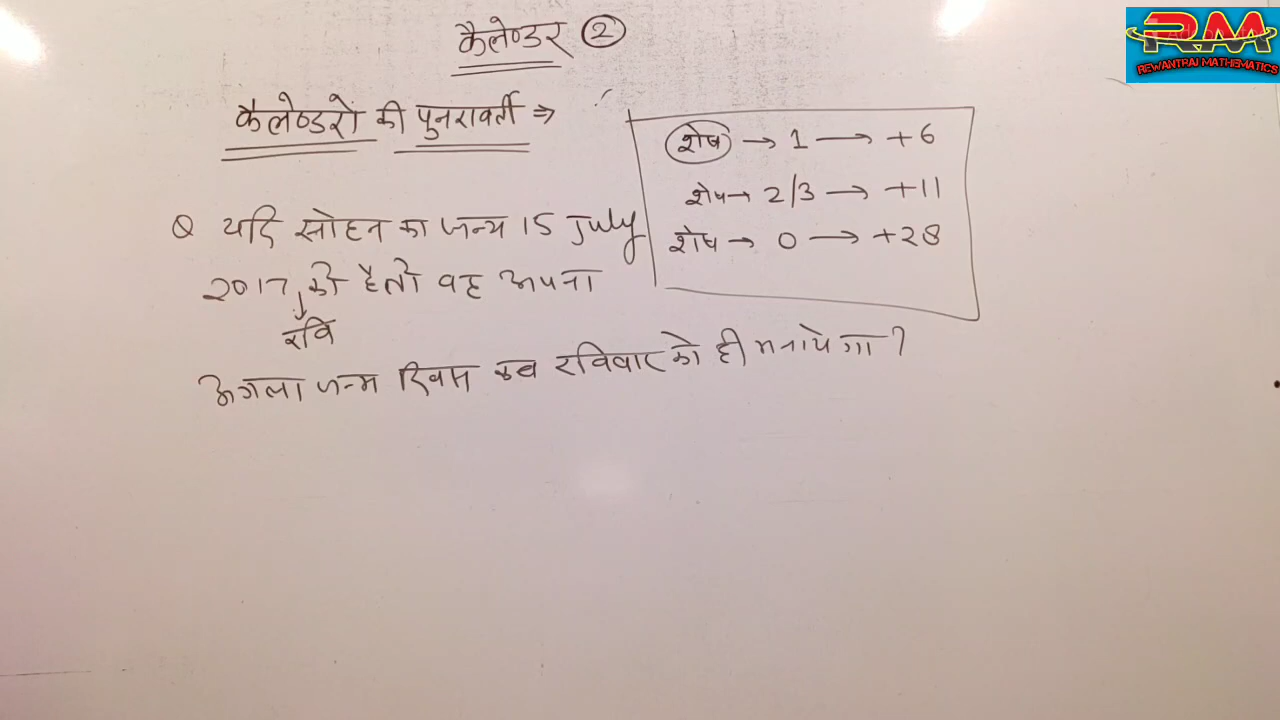 कैलेण्डर ②
RM
REWANTRAJ MATHEMATICS
कैलेण्डरो की पुनरावर्ती ⇒
शेष → 1 → +6
शेष → 2/3 → +11
शेष → 0 → +28
Q यदि सोहन का जन्म 15 July
2017 को है तो वह अपना
रवि
अगला जन्म दिवस कब रविवार को ही मनायेगा ?